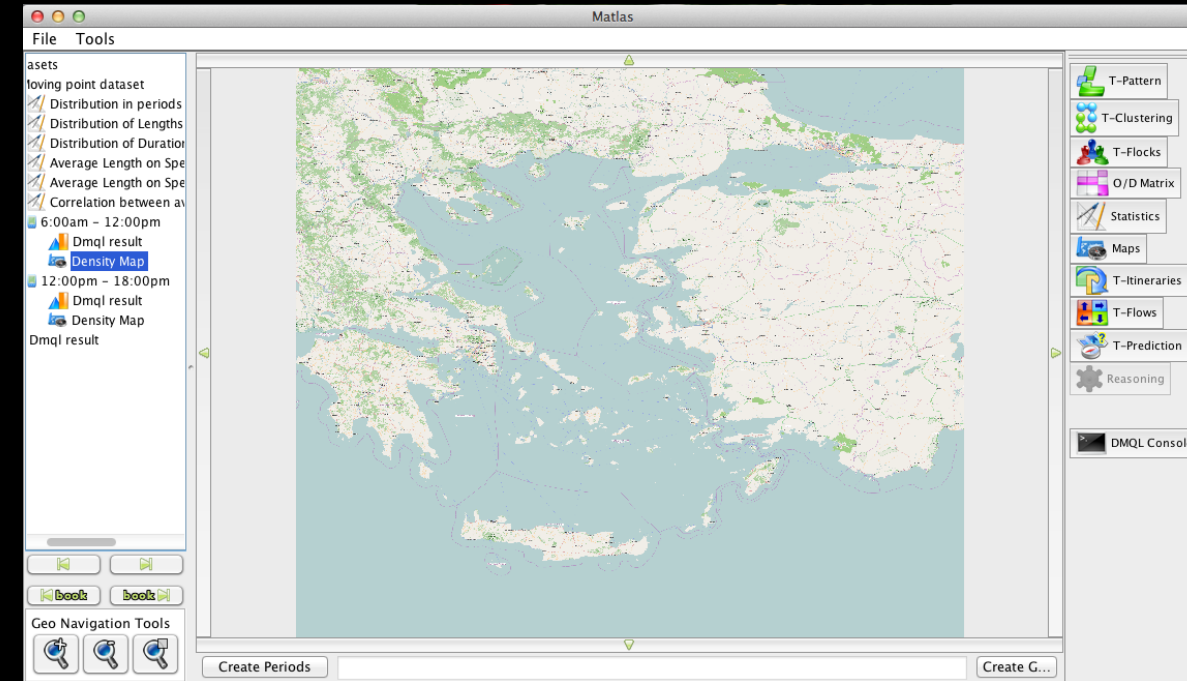 Matlas
File Tools
asets
Moving point dataset
Distribution in periods
Distribution of Lengths
Distribution of Duration
Average Length on Spe
Average Length on Spe
Correlation between av
6:00am - 12:00pm
Dmql result
Density Map
12:00pm - 18:00pm
Dmql result
Density Map
Dmql result
book
book
Geo Navigation Tools
Create Periods
Create G...
T-Pattern
T-Clustering
T-Flocks
O/D Matrix
Statistics
Maps
T-Itineraries
T-Flows
T-Prediction
Reasoning
DMQL Consol